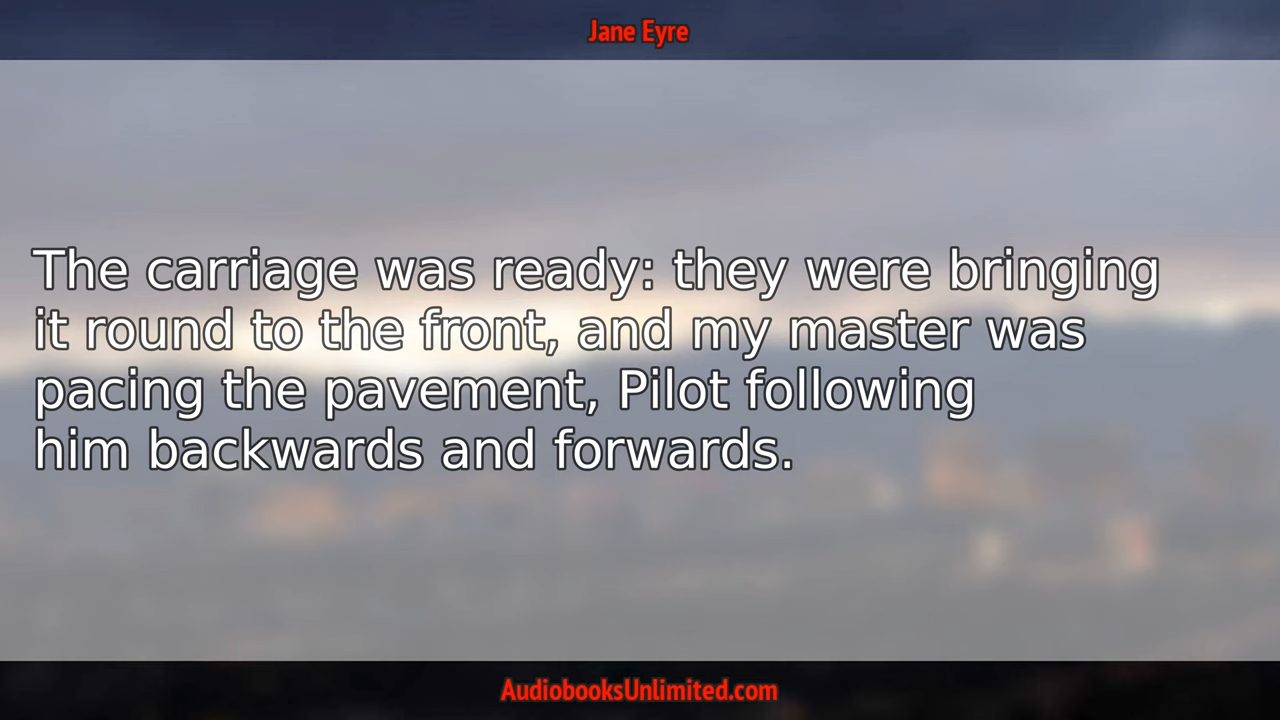 Jane Eyre
The carriage was ready: they were bringing
it round to the front, and my master was
pacing the pavement, Pilot following
him backwards and forwards.
AudiobooksUnlimited.com